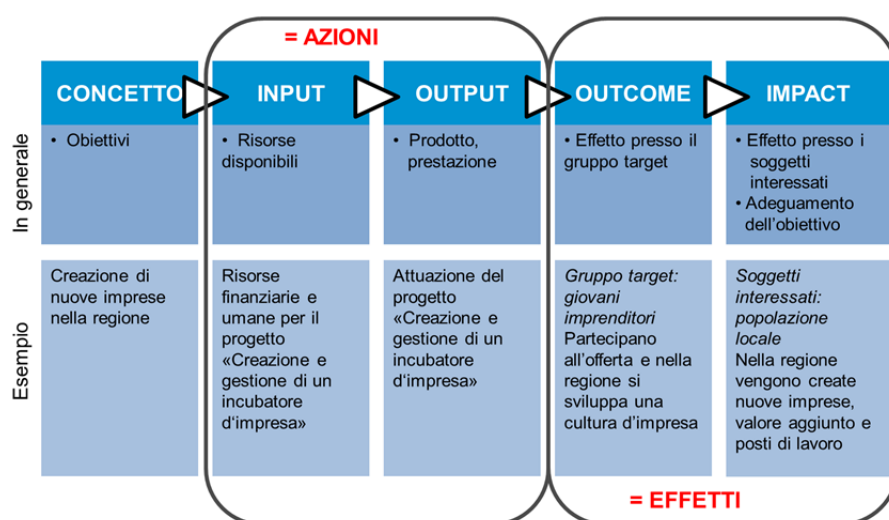 = AZIONI
CONCETTO
INPUT
OUTPUT
OUTCOME
IMPACT
In generale
• Obiettivi
• Risorse
disponibili
• Prodotto,
prestazione
• Effetto presso il
gruppo target
• Effetto presso i
soggetti
interessati
• Adeguamento
dell'obiettivo
Esempio
Creazione di
nuove imprese
nella regione
Risorse
finanziarie e
umane per il
progetto
«Creazione e
gestione di un
incubatore
d'impresa»
Attuazione del
progetto
«Creazione e
gestione di un
incubatore
d'impresa»
Gruppo target:
giovani
imprenditori
Partecipano
all'offerta e nella
regione si
sviluppa una
cultura d'impresa
Soggetti
interessati:
popolazione
locale
Nella regione
vengono create
nuove imprese,
valore aggiunto e
posti di lavoro
= EFFETTI